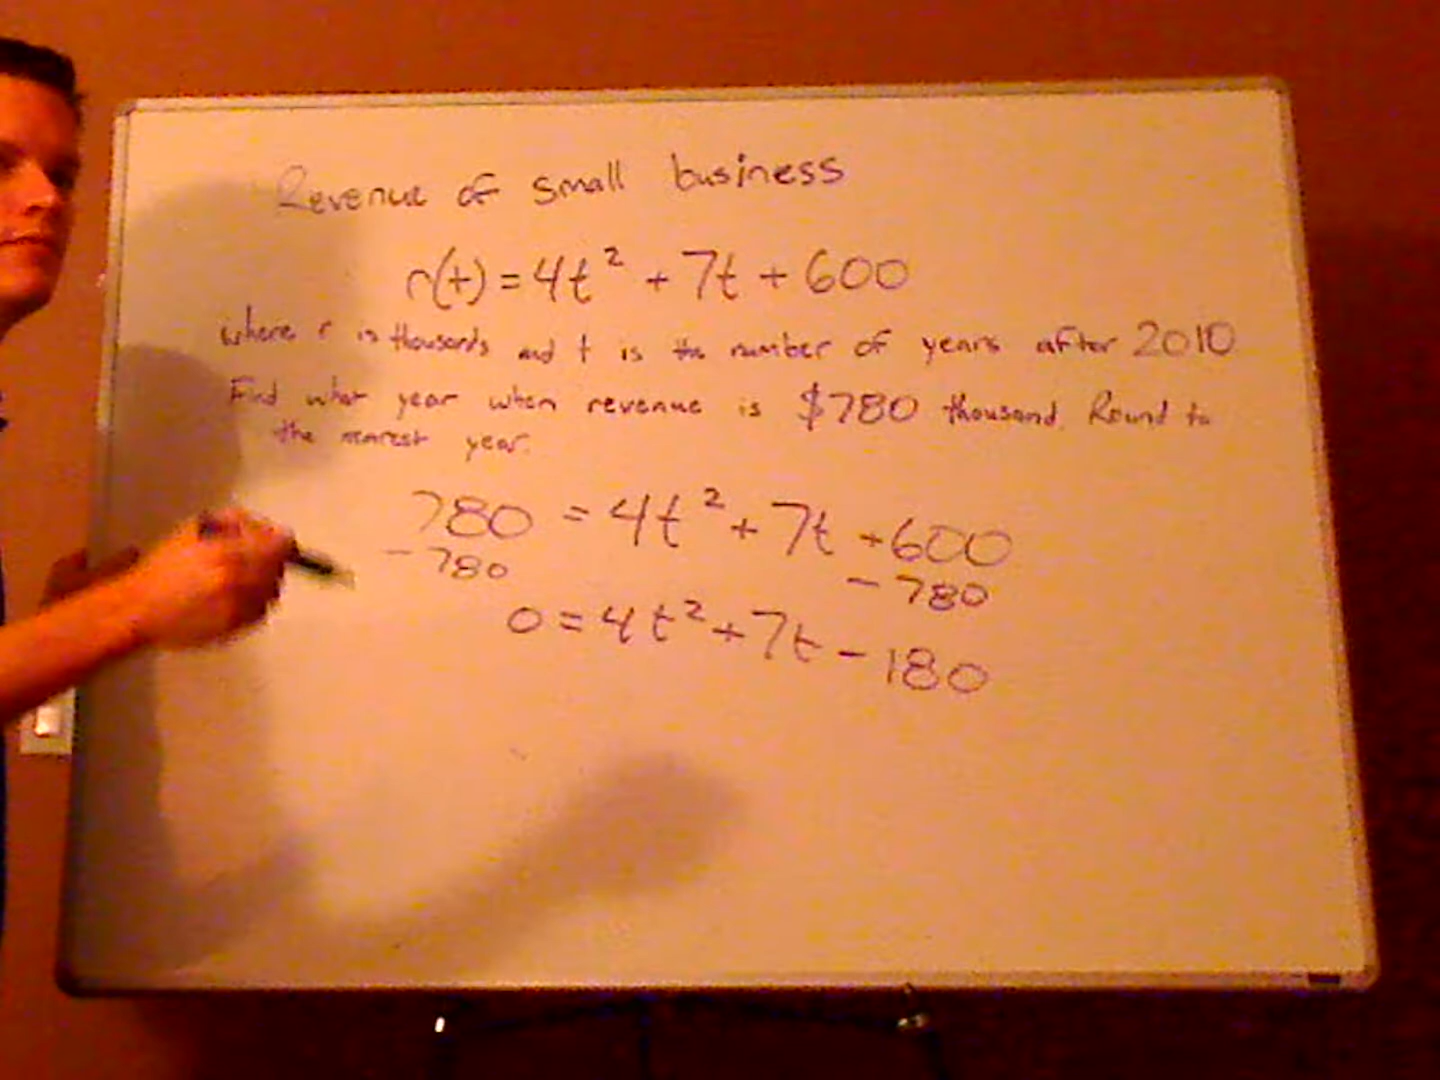 Revenue of small business
r(t) = 4t² + 7t + 600
where r is thousands and t is the number of years after 2010
Find what year when revenue is $780 thousand. Round to
the nearest year.
780 = 4t² + 7t + 600
- 780 - 780
0 = 4t² + 7t - 180